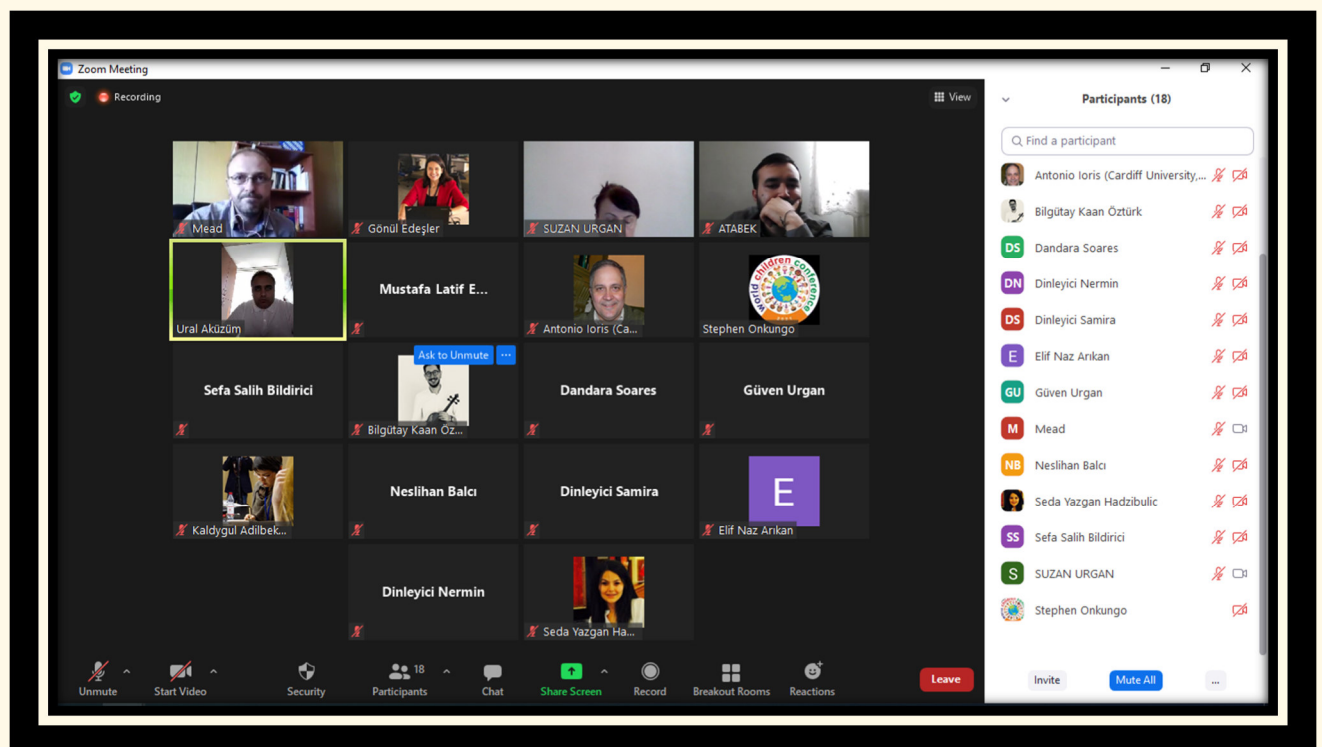 Zoom Meeting
Recording
View
Mead
Gönül Edeşler
SUZAN URGAN
ATABEK
Ural Aküzüm
Mustafa Latif E...
Antonio Ioris (Ca...
world children conference
Stephen Onkungo
Sefa Salih Bildirici
Ask to Unmute ...
Bilgütay Kaan Öz...
Dandara Soares
Güven Urgan
Kaldygul Adilbek...
Neslihan Balcı
Dinleyici Samira
E
Elif Naz Arıkan
Dinleyici Nermin
Seda Yazgan Ha...
Unmute
Start Video
Security
18
Participants
Chat
Share Screen
Record
Breakout Rooms
Reactions
Leave
Participants (18)
Find a participant
Antonio Ioris (Cardiff University,...
Bilgütay Kaan Öztürk
DS Dandara Soares
DN Dinleyici Nermin
DS Dinleyici Samira
E Elif Naz Arıkan
GU Güven Urgan
M Mead
NB Neslihan Balcı
Seda Yazgan Hadzibulic
SS Sefa Salih Bildirici
S SUZAN URGAN
Stephen Onkungo
Invite
Mute All
...